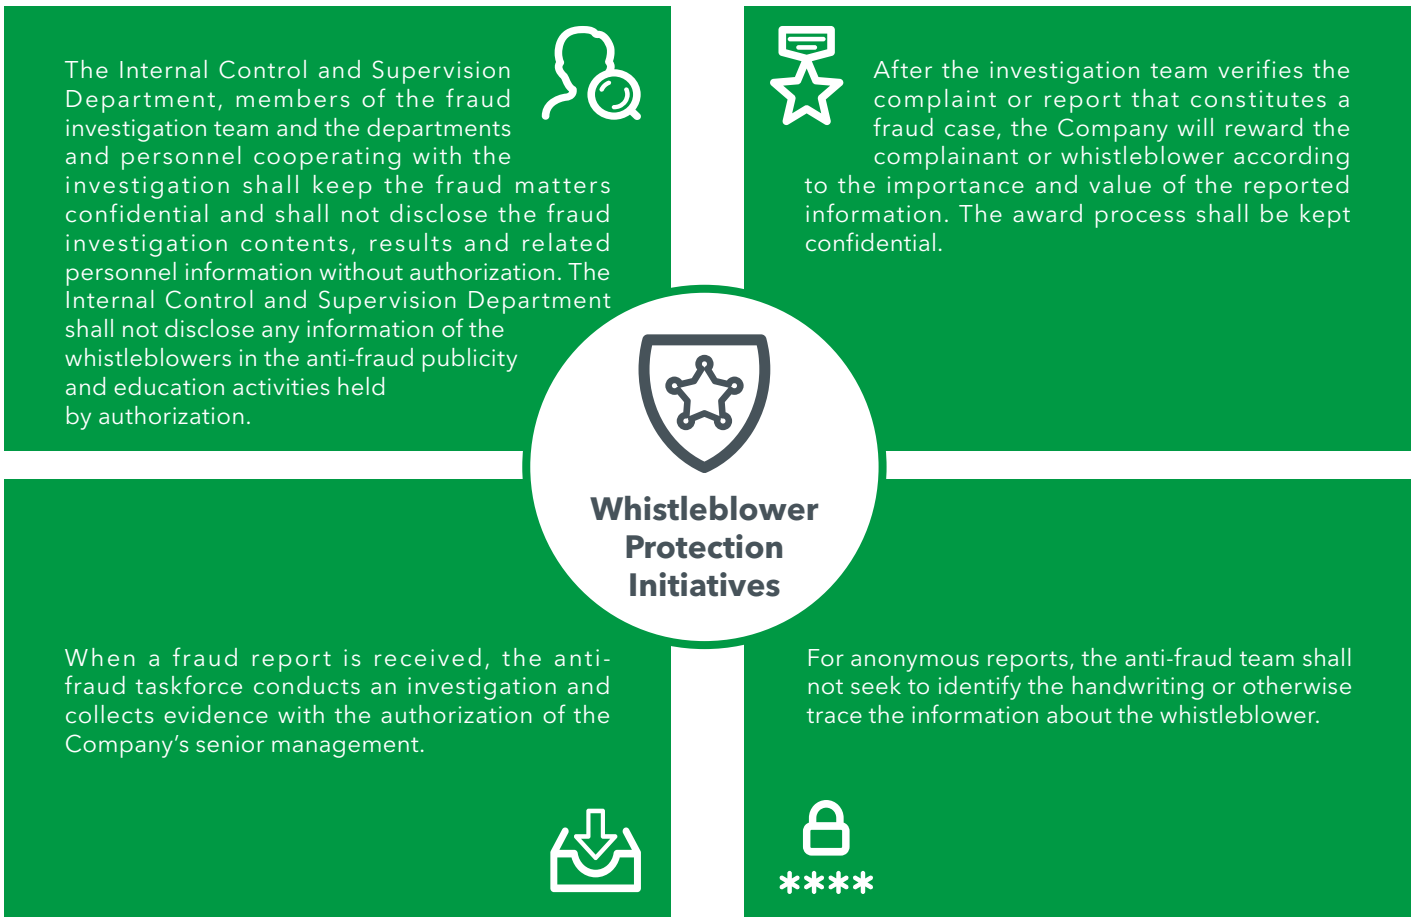 The Internal Control and Supervision
Department, members of the fraud
investigation team and the departments
and personnel cooperating with the
investigation shall keep the fraud matters
confidential and shall not disclose the fraud
investigation contents, results and related
personnel information without authorization. The
Internal Control and Supervision Department
shall not disclose any information of the
whistleblowers in the anti-fraud publicity
and education activities held
by authorization.
After the investigation team verifies the
complaint or report that constitutes a
fraud case, the Company will reward the
complainant or whistleblower according
to the importance and value of the reported
information. The award process shall be kept
confidential.
Whistleblower
Protection
Initiatives
When a fraud report is received, the anti-
fraud taskforce conducts an investigation and
collects evidence with the authorization of the
Company's senior management.
For anonymous reports, the anti-fraud team shall
not seek to identify the handwriting or otherwise
trace the information about the whistleblower.
****